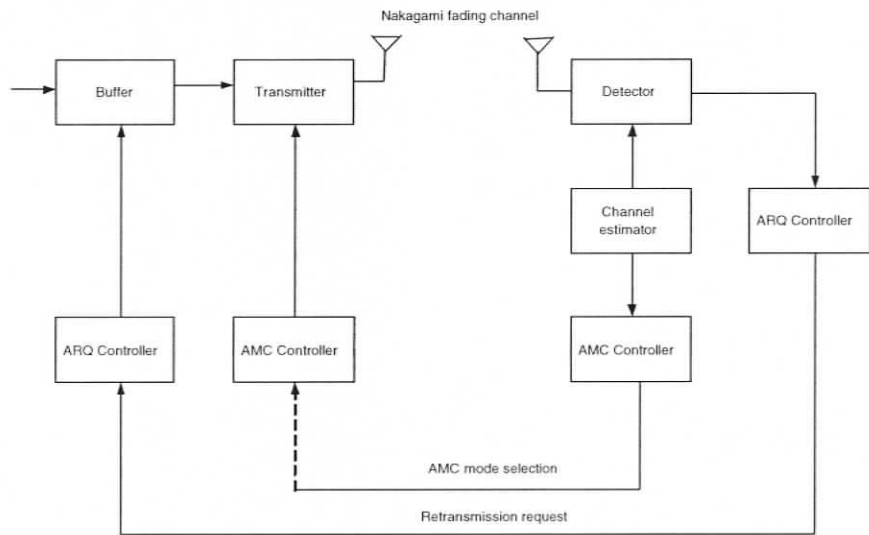 Nakagami fading channel
Buffer
Transmitter
Detector
Channel
estimator
ARQ Controller
ARQ Controller
AMC Controller
AMC Controller
AMC mode selection
Retransmission request